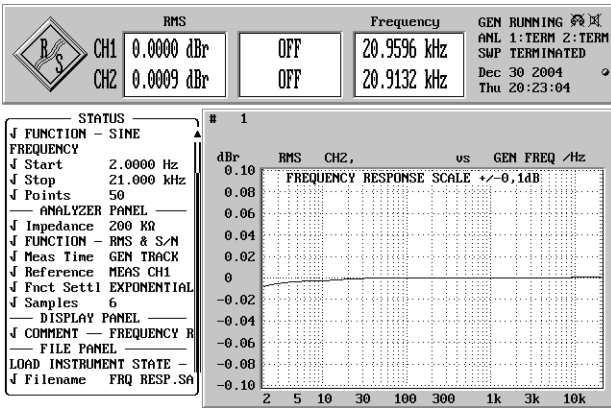 RMS Frequency GEN RUNNING
R S CH1 0.0000 dBr OFF 20.9596 kHz ANL 1:TERM 2:TERM
SWP TERMINATED
CH2 0.0009 dBr OFF 20.9132 kHz Dec 30 2004
Thu 20:23:04
STATUS
√ FUNCTION - SINE
FREQUENCY
√ Start 2.0000 Hz
√ Stop 21.000 kHz
√ Points 50
ANALYZER PANEL
√ Impedance 200 KΩ
√ FUNCTION - RMS & S/N
√ Meas Time GEN TRACK
√ Reference MEAS CH1
√ Fnct Settl EXPONENTIAL
√ Samples 6
DISPLAY PANEL
√ COMMENT — FREQUENCY R
FILE PANEL
LOAD INSTRUMENT STATE -
√ Filename FRQ RESP.SA
# 1
dBr RMS CH2, vs GEN FREQ /Hz
FREQUENCY RESPONSE SCALE +/-0,1dB
0.10
0.08
0.06
0.04
0.02
0
-0.02
-0.04
-0.06
-0.08
-0.10
2 5 10 30 100 300 1k 3k 10k